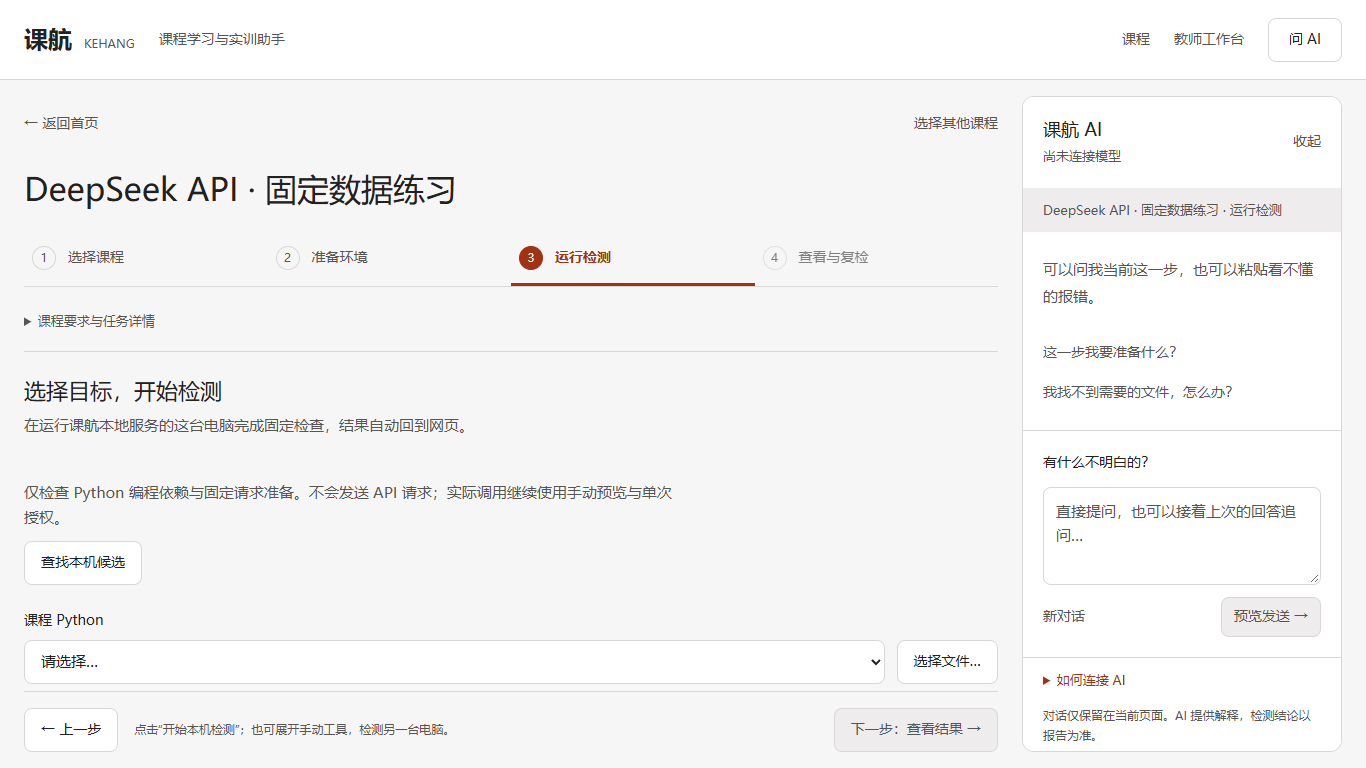 课航 KEHANG 课程学习与实训助手 课程 教师工作台 问 AI
← 返回首页 选择其他课程
DeepSeek API · 固定数据练习
1 选择课程 2 准备环境 3 运行检测 4 查看与复检
▶ 课程要求与任务详情
选择目标，开始检测
在运行课航本地服务的这台电脑完成固定检查，结果自动回到网页。
仅检查 Python 编程依赖与固定请求准备。不会发送 API 请求；实际调用继续使用手动预览与单次
授权。
查找本机候选
课程 Python
请选择... 选择文件...
← 上一步 点击“开始本机检测”；也可展开手动工具，检测另一台电脑。 下一步：查看结果 →
课航 AI
尚未连接模型
收起
DeepSeek API · 固定数据练习 · 运行检测
可以问我当前这一步，也可以粘贴看不懂
的报错。
这一步我要准备什么？
我找不到需要的文件，怎么办？
有什么不明白的？
直接提问，也可以接着上次的回答追
问...
新对话 预览发送 →
▶ 如何连接 AI
对话仅保留在当前页面。AI 提供解释，检测结论以
报告为准。